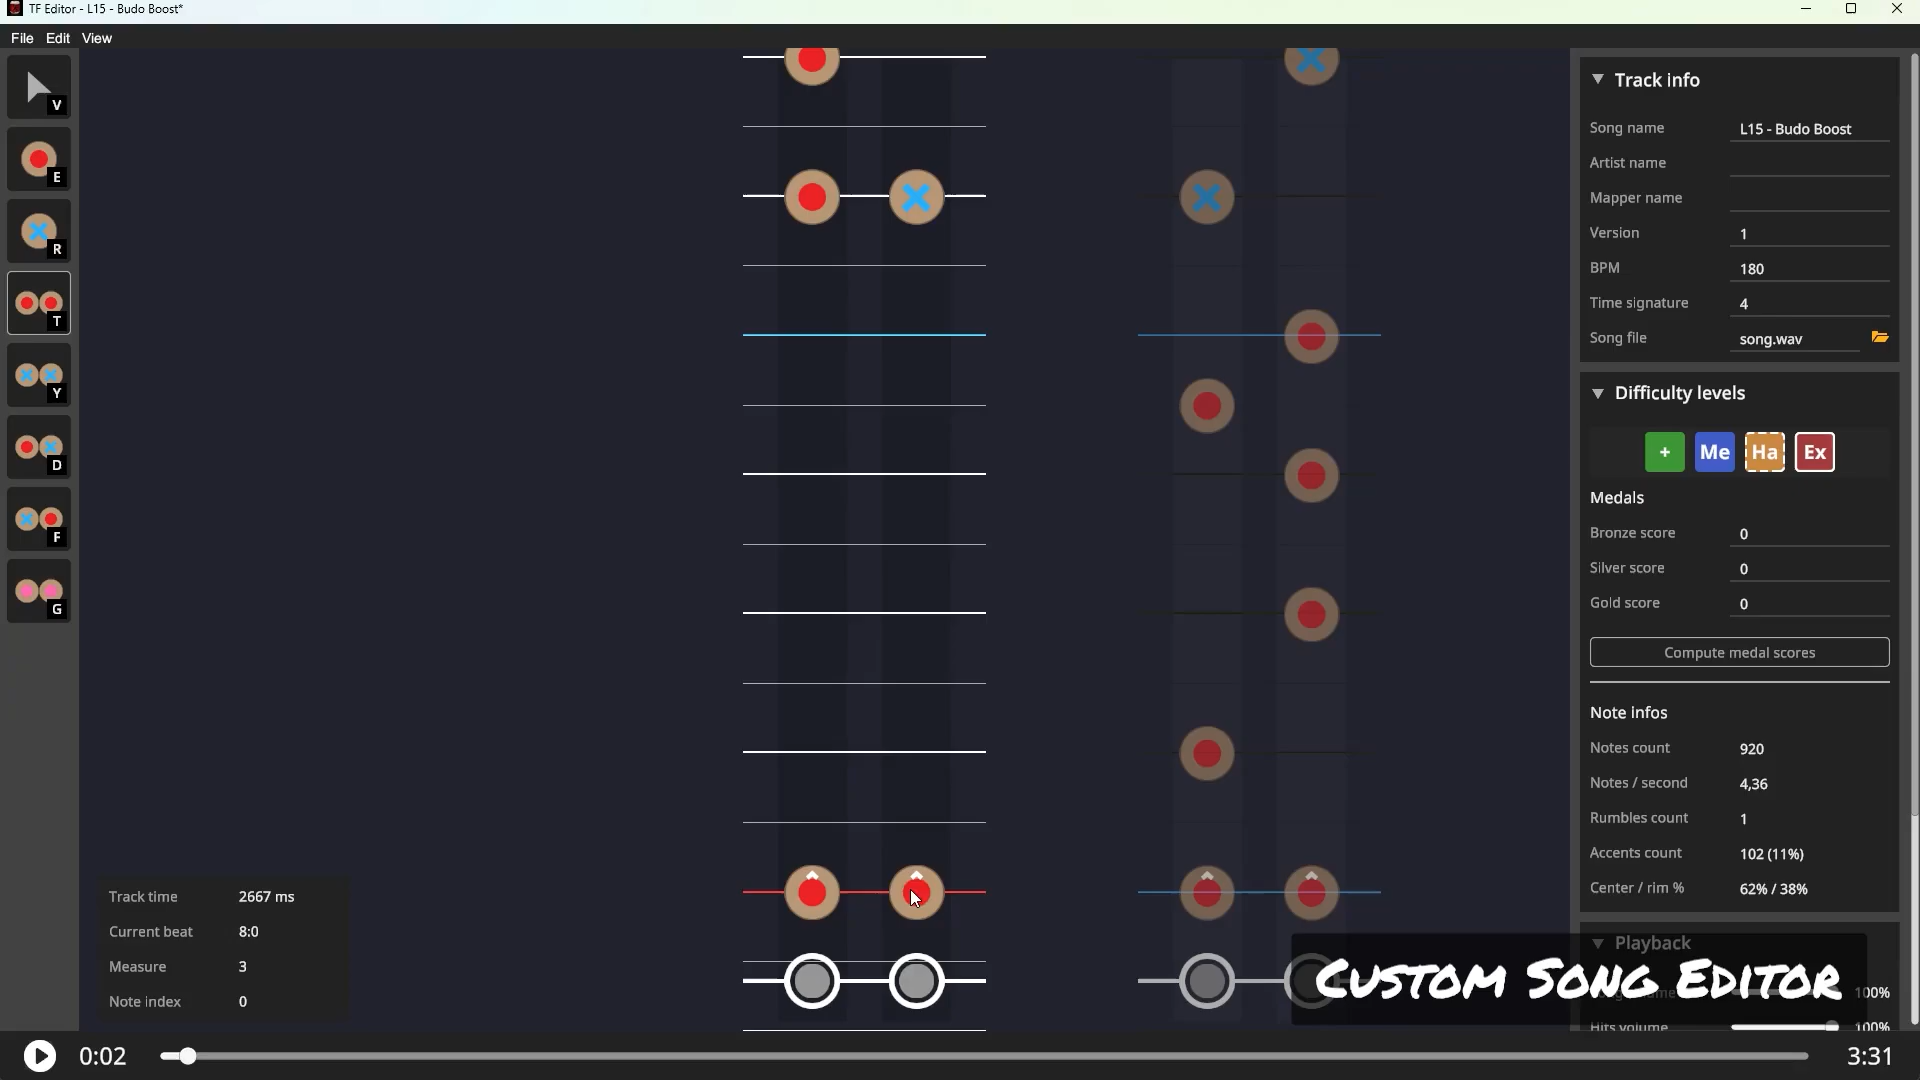 TF Editor - L15 - Budo Boost*
File Edit View
V
E
R
T
Y
D
F
G
Track info
Song name L15 - Budo Boost
Artist name
Mapper name
Version 1
BPM 180
Time signature 4
Song file song.wav
Difficulty levels
+ Me Ha Ex
Medals
Bronze score 0
Silver score 0
Gold score 0
Compute medal scores
Note infos
Notes count 920
Notes / second 4,36
Rumbles count 1
Accents count 102 (11%)
Center / rim % 62% / 38%
Playback
100%
Hits volume 100%
Track time 2667 ms
Current beat 8:0
Measure 3
Note index 0
Custom Song Editor
0:02 3:31